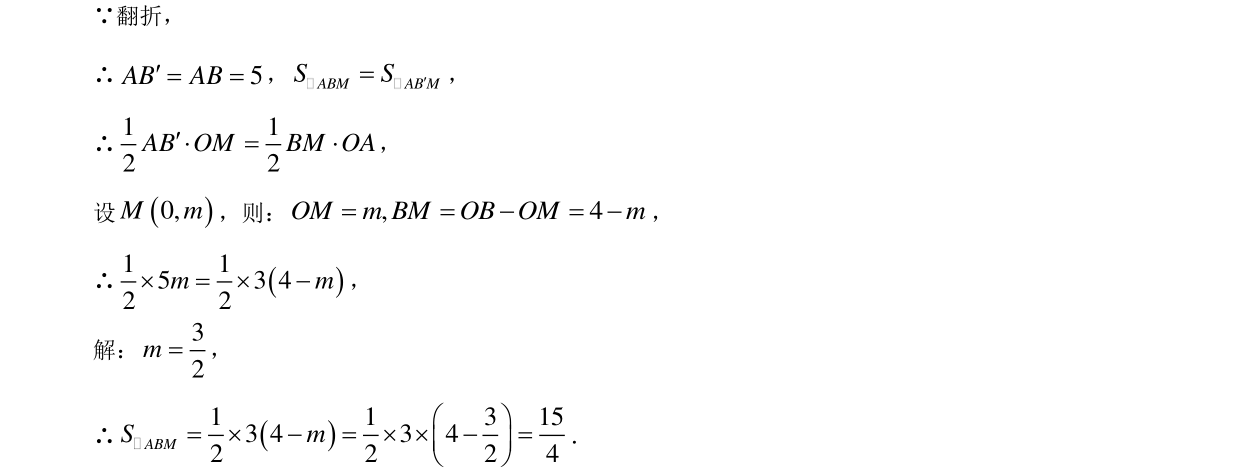 ∵翻折，
∴ AB′ = AB = 5， S□ABM = S□AB′M ，
∴ 1/2 AB′·OM = 1/2 BM·OA，
设 M(0,m)，则：OM = m, BM = OB − OM = 4 − m，
∴ 1/2 × 5m = 1/2 × 3(4 − m)，
解：m = 3/2，
∴ S□ABM = 1/2 × 3(4 − m) = 1/2 × 3 × (4 − 3/2) = 15/4 .